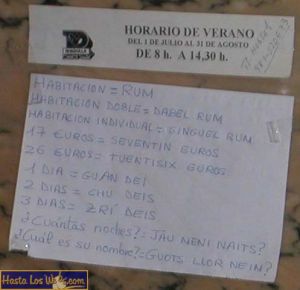 HORARIO DE VERANO
DEL 1 DE JULIO AL 31 DE AGOSTO
DE 8 h. A 14,30 h.
HABITACION = RUM
HABITACION DOBLE = DABEL RUM
HABITACION INDIVIDUAL = SINGUEL RUM
17 EUROS = SEVENTIN EUROS
26 EUROS = TUENTISIX EUROS
1 DIA = GUAN DEI
2 DIAS = CHU DEIS
3 DIAS = ZRÍ DEIS
¿Cuántas noches? = JAU MENI NAITS?
¿Cuál es su nombre? = GUOTS LLOR NEIM?
Hasta Los W
.com